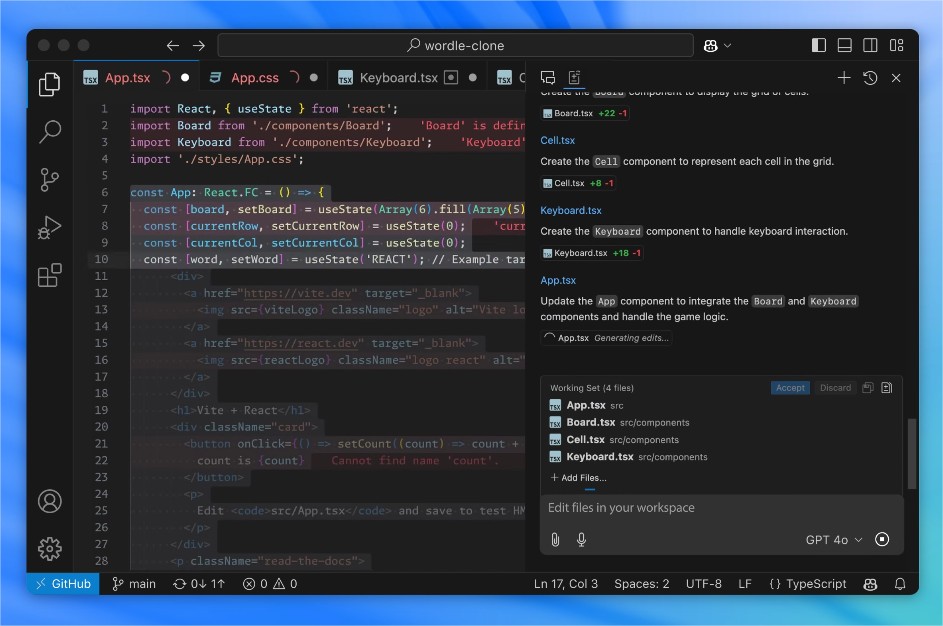 wordle-clone
TSX App.tsx
App.css
TSX Keyboard.tsx
TSX
1 import React, { useState } from 'react';
2 import Board from './components/Board'; 'Board' is defin
3 import Keyboard from './components/Keyboard'; 'Keyboard'
4 import './styles/App.css';
5
6 const App: React.FC = () => {
7 const [board, setBoard] = useState(Array(6).fill(Array(5)
8 const [currentRow, setCurrentRow] = useState(0); 'curr
9 const [currentCol, setCurrentCol] = useState(0);
10 const [word, setWord] = useState('REACT'); // Example tar
11 <div>
12 <a href="https://vite.dev" target="_blank">
13 <img src={viteLogo} className="logo" alt="Vite lo
14 </a>
15 <a href="https://react.dev" target="_blank">
16 <img src={reactLogo} className="logo react" alt="
17 </a>
18 </div>
19 <h1>Vite + React</h1>
20 <div className="card">
21 <button onClick={() => setCount((count) => count +
22 count is {count} Cannot find name 'count'.
23 </button>
24 <p>
25 Edit <code>src/App.tsx</code> and save to test HM
26 </p>
27 </div>
28 <p className="read-the-docs">
Create the Board component to display the grid of cells.
Board.tsx +22 -1
Cell.tsx
Create the Cell component to represent each cell in the grid.
Cell.tsx +8 -1
Keyboard.tsx
Create the Keyboard component to handle keyboard interaction.
Keyboard.tsx +18 -1
App.tsx
Update the App component to integrate the Board and Keyboard
components and handle the game logic.
App.tsx Generating edits...
Working Set (4 files) Accept Discard
TSX App.tsx src
TSX Board.tsx src/components
TSX Cell.tsx src/components
TSX Keyboard.tsx src/components
+ Add Files...
Edit files in your workspace
GPT 4o
GitHub main 0↓ 1↑ 0 0 Ln 17, Col 3 Spaces: 2 UTF-8 LF {} TypeScript